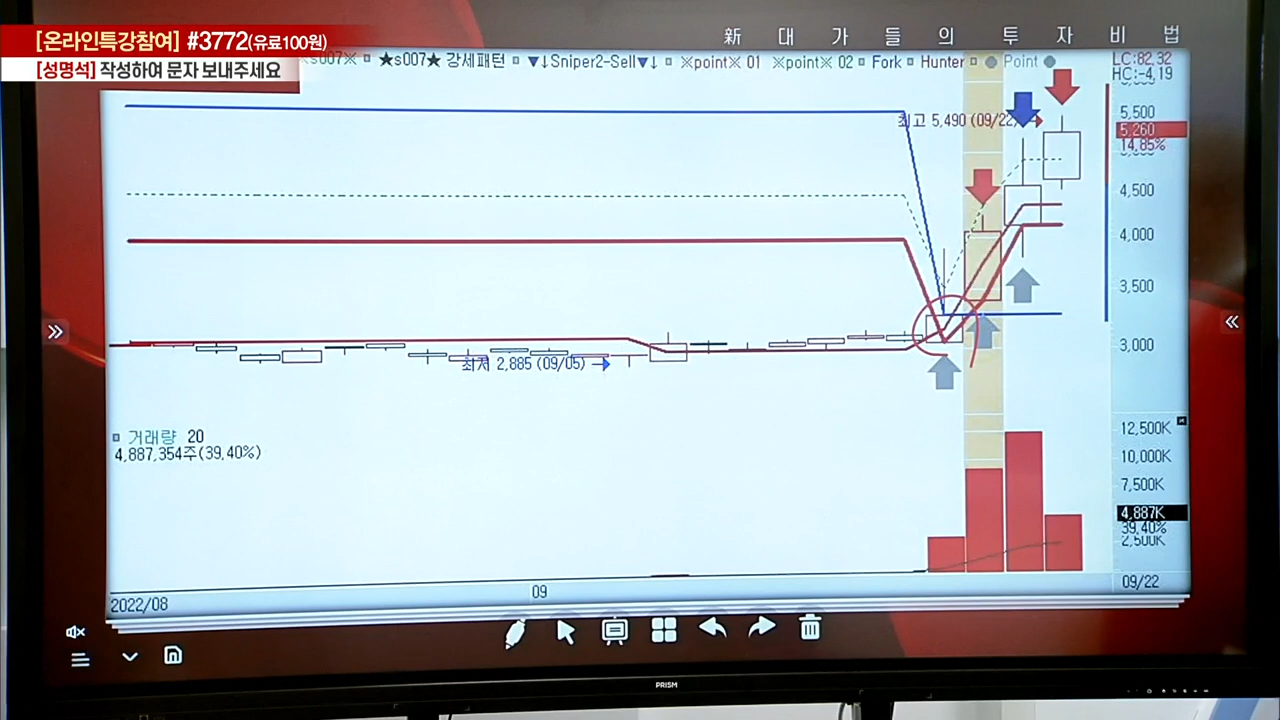 [온라인특강참여] #3772(유료100원)
[성명석] 작성하여 문자 보내주세요
新 대 가 들 의 투 자 비 법
※s007※ ★s007★ 강세패턴 ▼↓Sniper2-Sell▼↓ ※point※ 01 ※point※ 02 Fork Hunter Point
LC:82,32
HC:-4,19
최고 5,490 (09/22)
5,500
5,260
14,85%
4,500
4,000
3,500
3,000
최저 2,885 (09/05)
거래량 20
4,887,354주(39,40%)
12,500K
10,000K
7,500K
4,887K
39,40%
2,500K
2022/08
09
09/22
PRISM